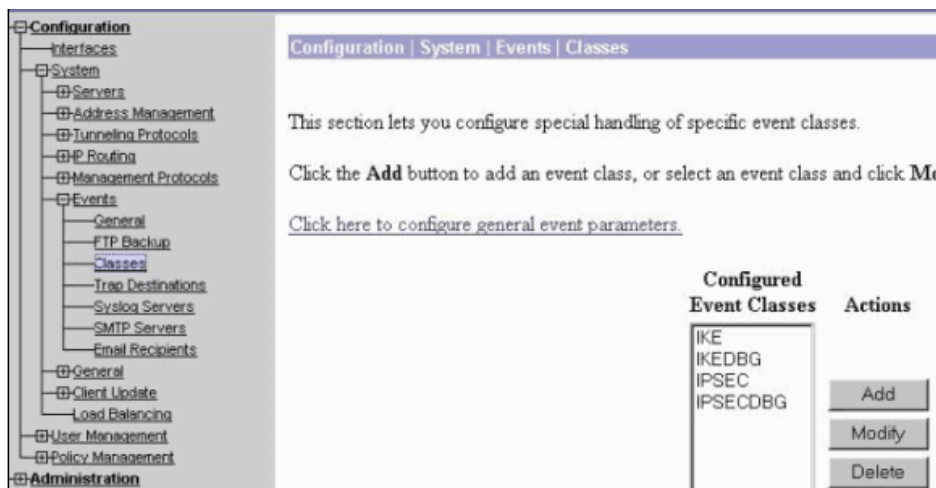 Configuration
Interfaces
System
Servers
Address Management
Tunneling Protocols
IP Routing
Management Protocols
Events
General
FTP Backup
Classes
Trap Destinations
Syslog Servers
SMTP Servers
Email Recipients
General
Client Update
Load Balancing
User Management
Policy Management
Administration
Configuration | System | Events | Classes
This section lets you configure special handling of specific event classes.
Click the Add button to add an event class, or select an event class and click Mo
Click here to configure general event parameters.
Configured
Event Classes
Actions
IKE
IKEDBG
IPSEC
IPSECDBG
Add
Modify
Delete